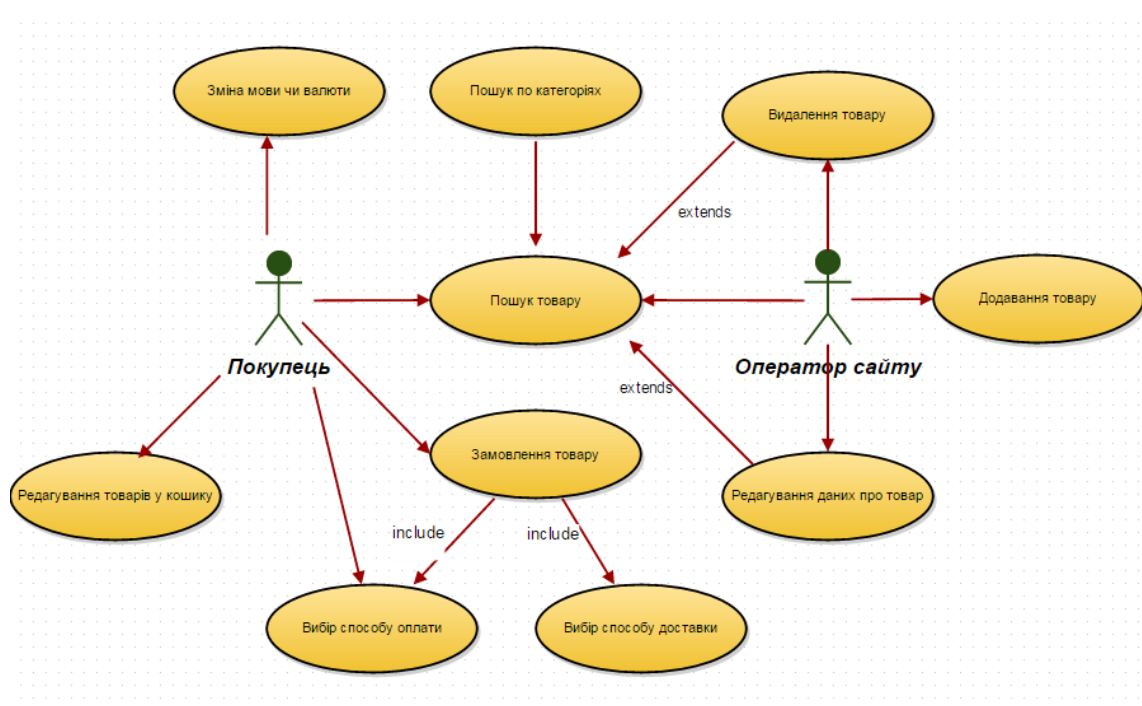 Зміна мови чи валюти
Пошук по категоріях
Видалення товару
extends
Пошук товару
Додавання товару
Покупець
Оператор сайту
extends
Замовлення товару
Редагування товарів у кошику
Редагування даних про товар
include
include
Вибір способу оплати
Вибір способу доставки